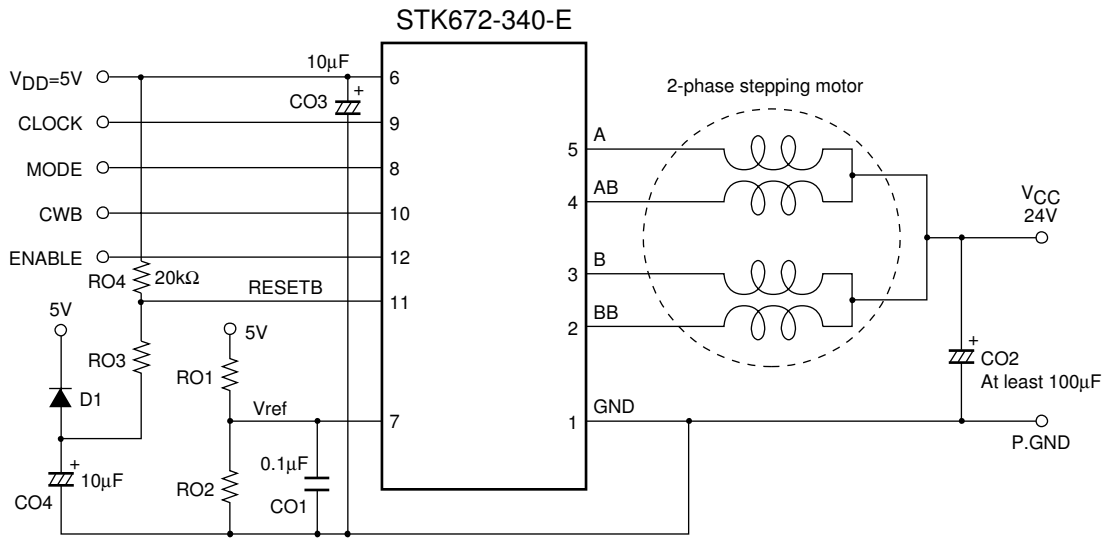 STK672-340-E
VDD=5V
CLOCK
MODE
CWB
ENABLE
10μF
+
CO3
6
9
8
10
12
11
7
RO4
20kΩ
RESETB
5V
RO3
D1
+
10μF
CO4
5V
RO1
Vref
RO2
0.1μF
CO1
2-phase stepping motor
5
A
4
AB
3
B
2
BB
1
GND
VCC
24V
+
CO2
At least 100μF
P.GND